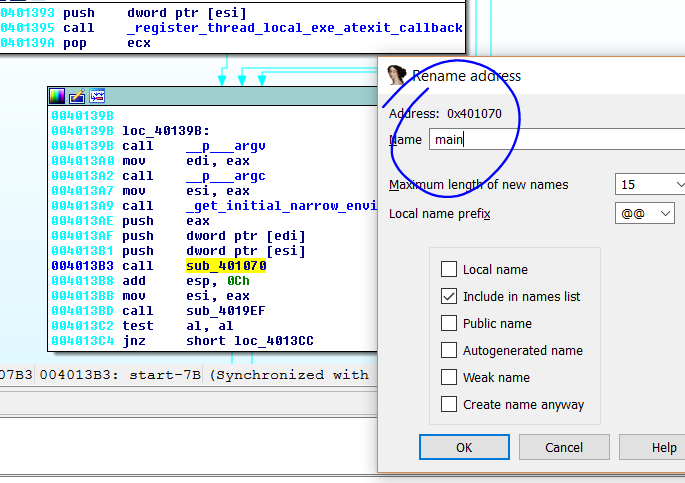 00401393 push    dword ptr [esi]
00401395 call    _register_thread_local_exe_atexit_callback
0040139A pop     ecx
0040139B
0040139B loc_40139B:
0040139B call    __p___argv
004013A0 mov     edi, eax
004013A2 call    __p___argc
004013A7 mov     esi, eax
004013A9 call    _get_initial_narrow_envi
004013AE push    eax
004013AF push    dword ptr [edi]
004013B1 push    dword ptr [esi]
004013B3 call    sub_401070
004013B8 add     esp, 0Ch
004013BB mov     esi, eax
004013BD call    sub_4019EF
004013C2 test    al, al
004013C4 jnz     short loc_4013CC
07B3 004013B3: start-7B (Synchronized with
Rename address
Address: 0x401070
Name main
Maximum length of new names 15
Local name prefix @@
Local name
Include in names list
Public name
Autogenerated name
Weak name
Create name anyway
OK Cancel Help